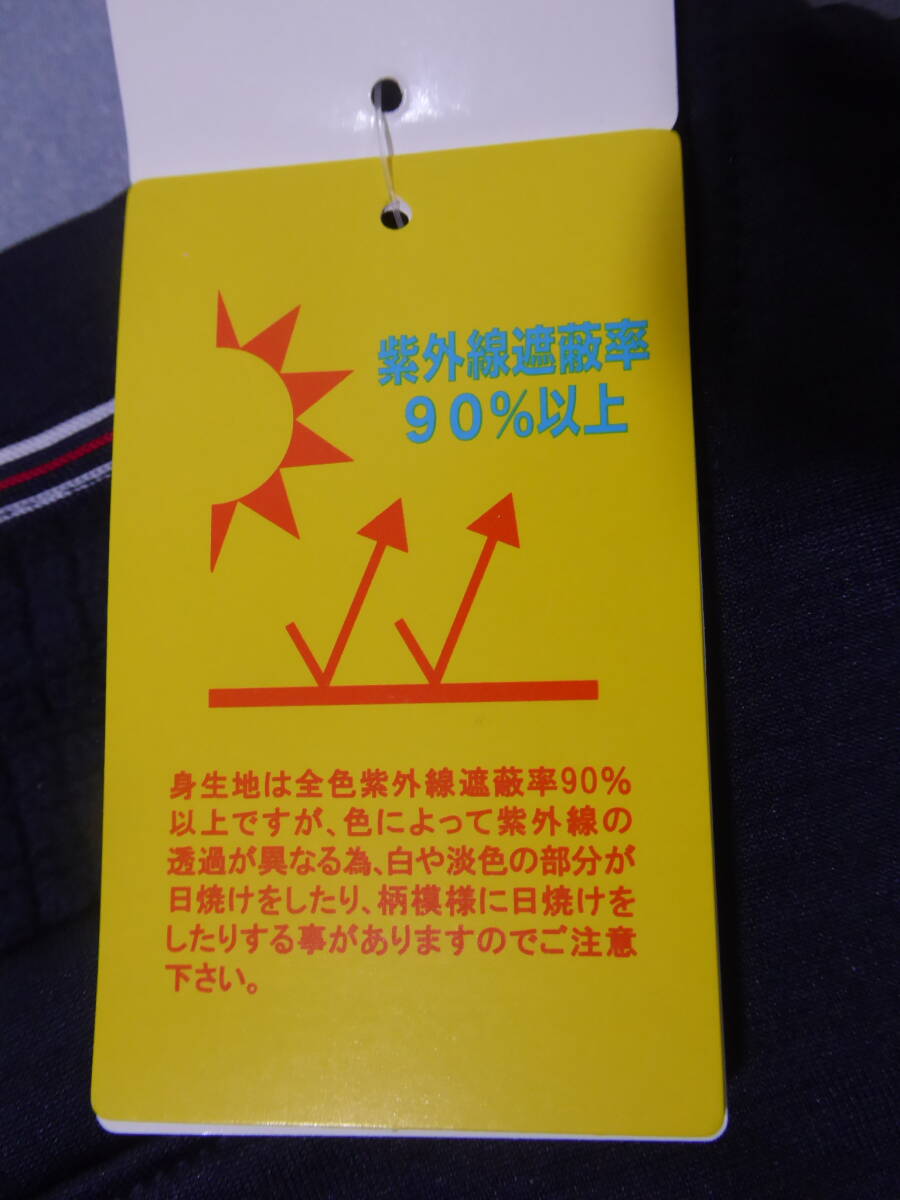 紫外線遮蔽率
９０％以上
身生地は全色紫外線遮蔽率90％
以上ですが、色によって紫外線の
透過が異なる為、白や淡色の部分が
日焼けをしたり、柄模様に日焼けを
したりする事がありますのでご注意
下さい。